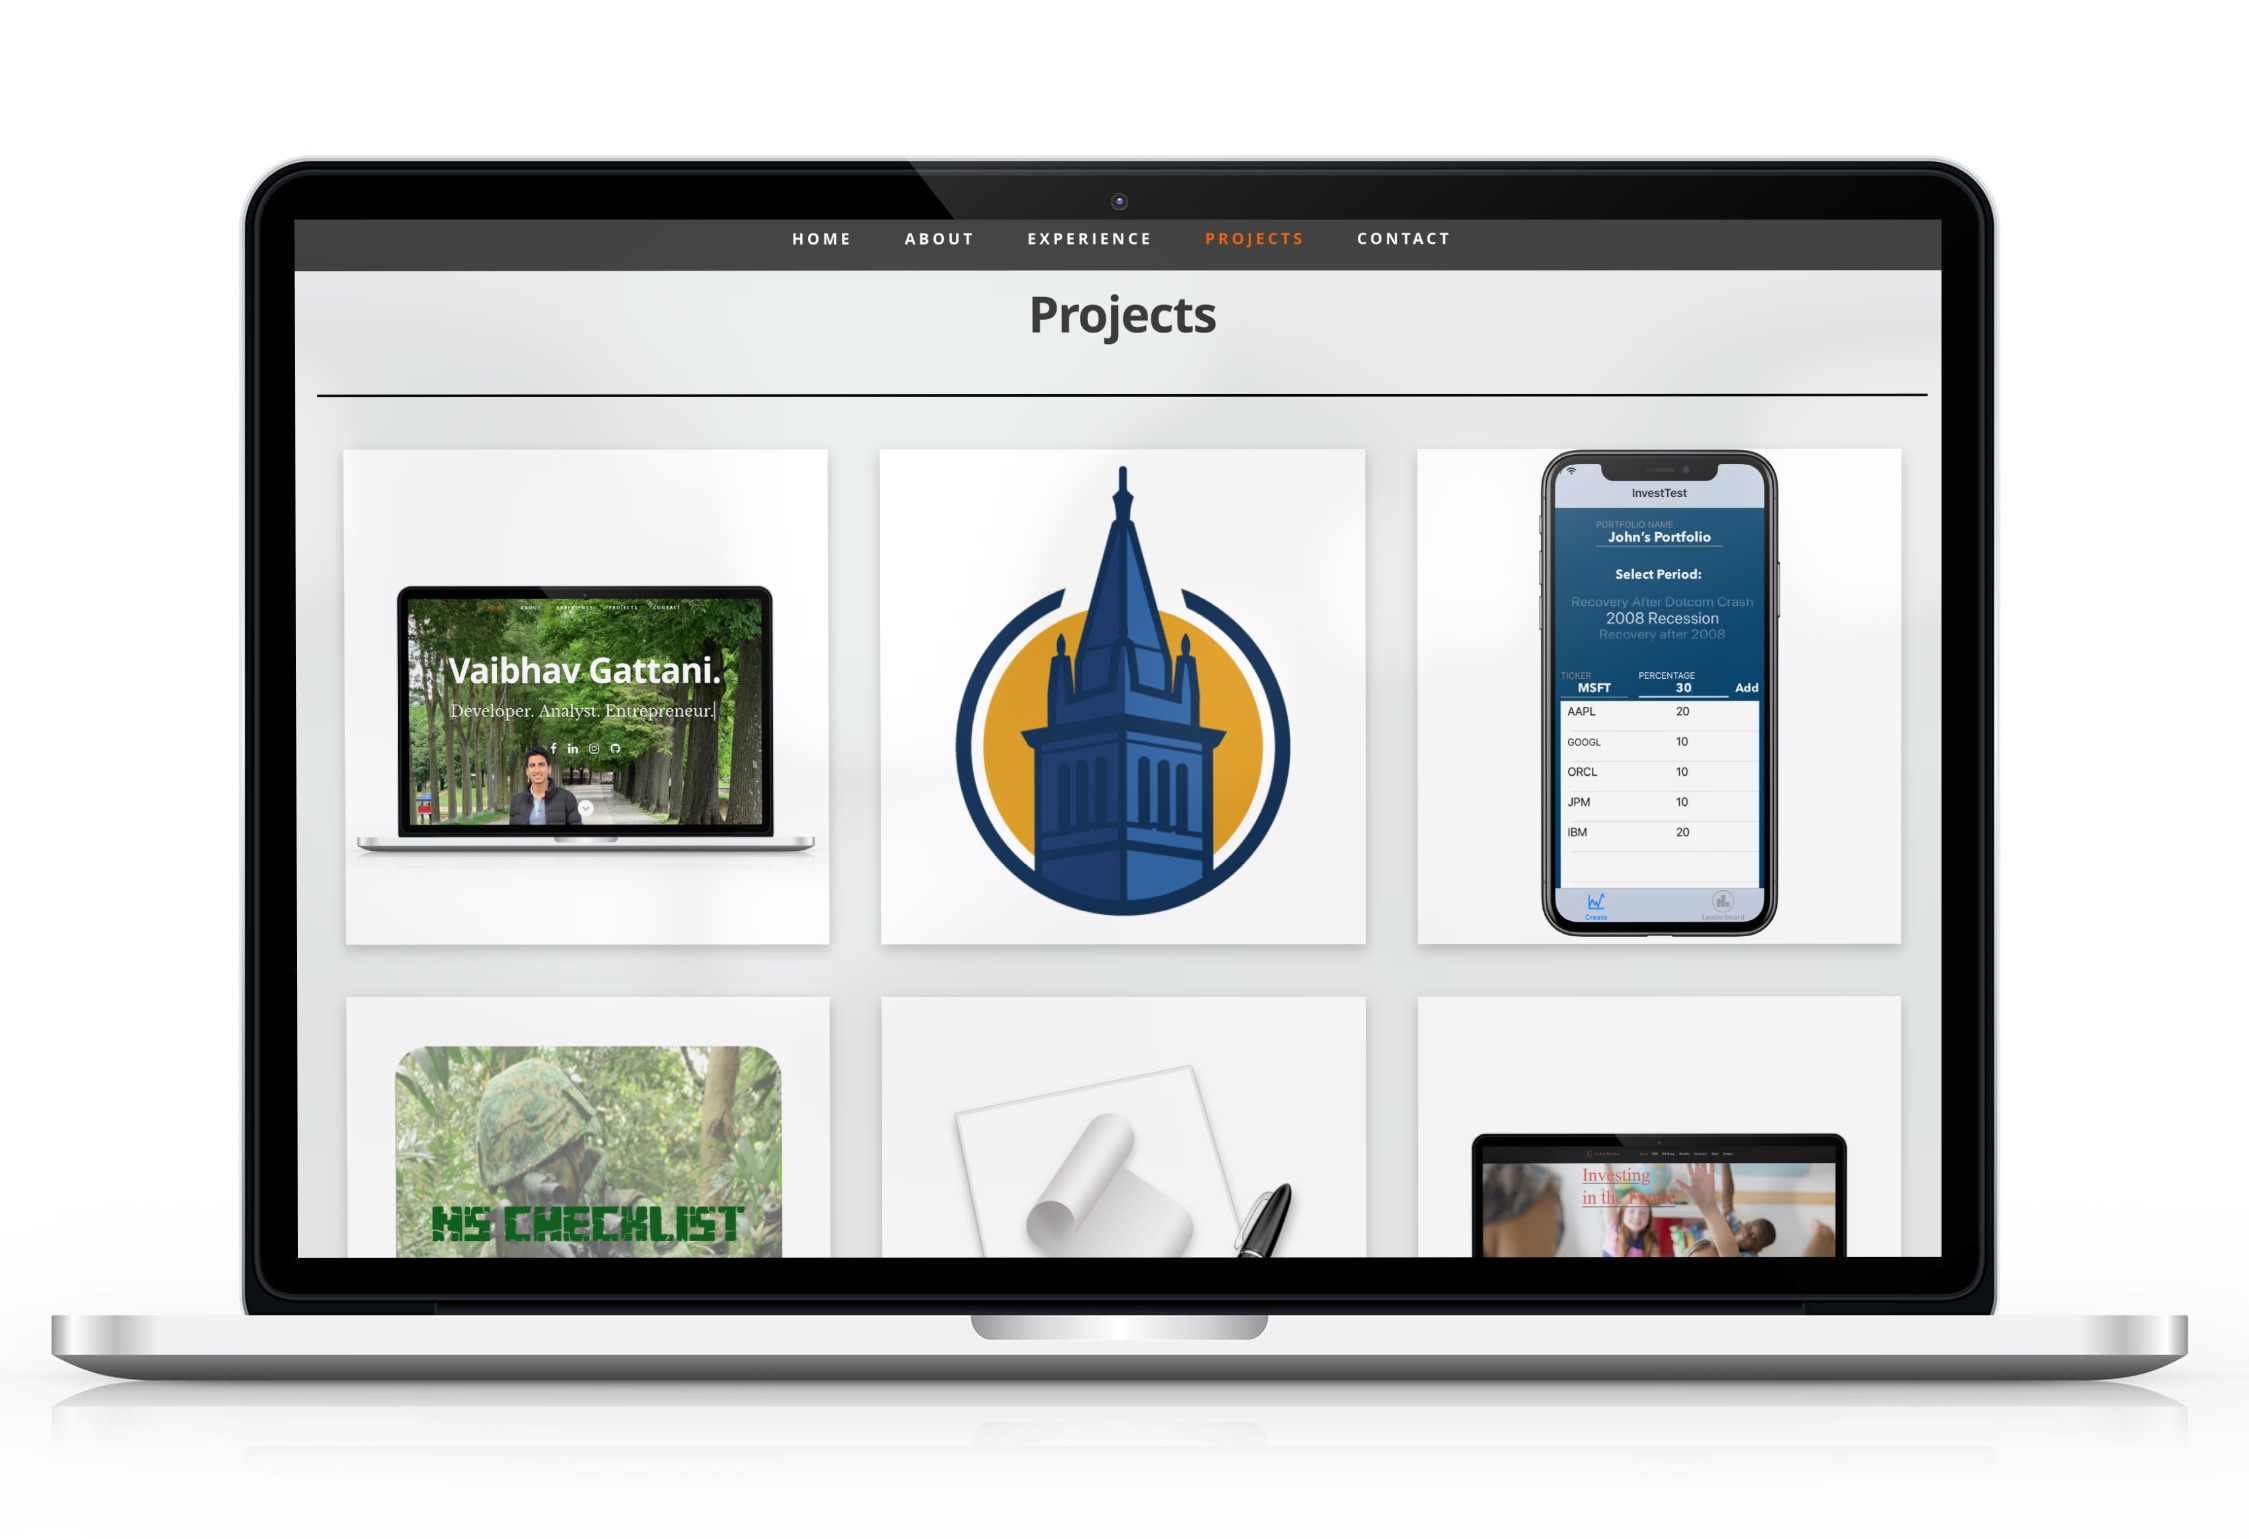 HOME ABOUT EXPERIENCE PROJECTS CONTACT
Projects
ABOUT EXPERIENCE PROJECTS CONTACT
Vaibhav Gattani.
Developer. Analyst. Entrepreneur.
InvestTest
PORTFOLIO NAME
John's Portfolio
Select Period:
Recovery After Dotcom Crash
2008 Recession
Recovery after 2008
TICKER PERCENTAGE
MSFT 30 Add
AAPL 20
GOOGL 10
ORCL 10
JPM 10
IBM 20
Create Leaderboard
NS CHECKLIST
Investing
in the Future